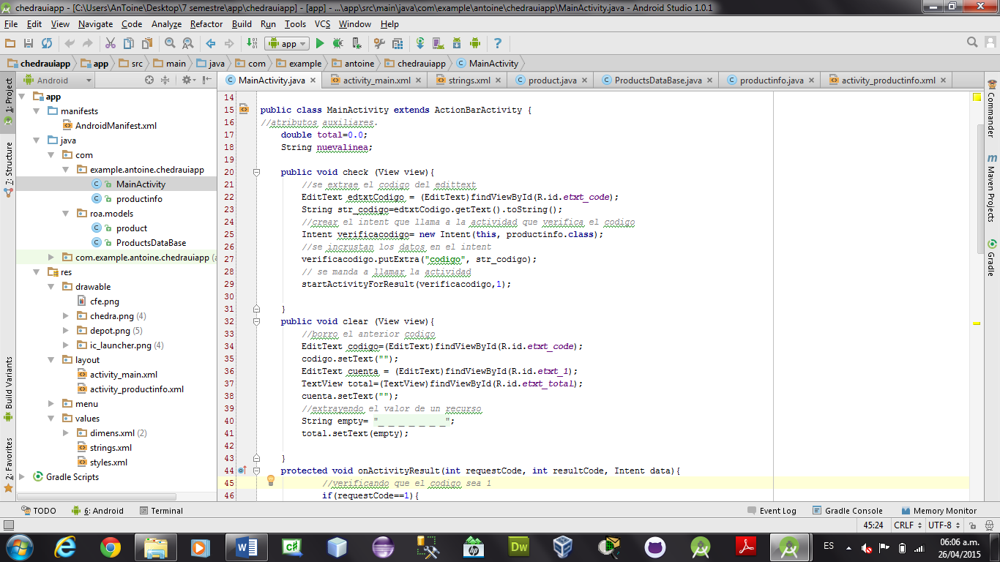 chedrauiapp - [C:\Users\AnToine\Desktop\7 semestre\app\chedrauiapp] - [app] - ...\app\src\main\java\com\example\antoine\chedrauiapp\MainActivity.java - Android Studio 1.0.1
File Edit View Navigate Code Analyze Refactor Build Run Tools VCS Window Help
app
chedrauiapp app src main java com example antoine chedrauiapp MainActivity
Android
MainActivity.java activity_main.xml strings.xml product.java ProductsDataBase.java productinfo.java activity_productinfo.xml
1: Project
7: Structure
Build Variants
2: Favorites
app
manifests
AndroidManifest.xml
java
com
example.antoine.chedrauiapp
MainActivity
productinfo
roa.models
product
ProductsDataBase
com.example.antoine.chedrauiapp (a
res
drawable
cfe.png
chedra.png (4)
depot.png (5)
ic_launcher.png (4)
layout
activity_main.xml
activity_productinfo.xml
menu
values
dimens.xml (2)
strings.xml
styles.xml
Gradle Scripts
14
15 public class MainActivity extends ActionBarActivity {
16 //atributos auxiliares.
17 double total=0.0;
18 String nuevalinea;
19
20 public void check (View view){
21 //se extrae el codigo del edittext
22 EditText edtxtCodigo = (EditText)findViewById(R.id.etxt_code);
23 String str_codigo=edtxtCodigo.getText().toString();
24 //crear el intent que llama a la actividad que verifica el codigo
25 Intent verificacodigo= new Intent(this, productinfo.class);
26 //se incrustan los datos en el intent
27 verificacodigo.putExtra("codigo", str_codigo);
28 // se manda a llamar la actividad
29 startActivityForResult(verificacodigo,1);
30
31 }
32 public void clear (View view){
33 //borro el anterior codigo
34 EditText codigo=(EditText)findViewById(R.id.etxt_code);
35 codigo.setText("");
36 EditText cuenta = (EditText)findViewById(R.id.etxt_1);
37 TextView total=(TextView)findViewById(R.id.etxt_total);
38 cuenta.setText("");
39 //extrayendo el valor de un recurso
40 String empty= "_ _ _ _ _ _ _";
41 total.setText(empty);
42
43 }
44 protected void onActivityResult(int requestCode, int resultCode, Intent data){
45 //verificando que el codigo sea 1
46 if(requestCode==1){
Commander
Maven Projects
Gradle
TODO 6: Android Terminal Event Log Gradle Console Memory Monitor
45:24 CRLF UTF-8
ES 06:06 a.m.
26/04/2015